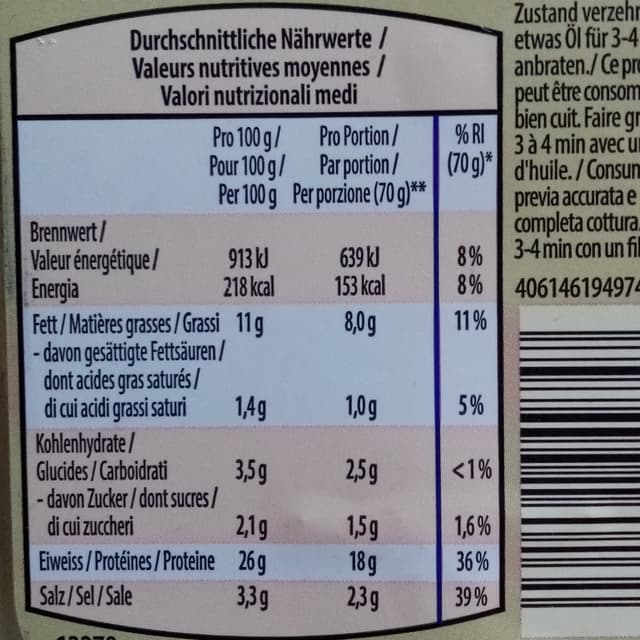 Durchschnittliche Nährwerte /
Valeurs nutritives moyennes /
Valori nutrizionali medi
Pro 100 g / Pro Portion / % RI
Pour 100 g / Par portion / (70 g)*
Per 100 g Per porzione (70 g)**
Brennwert /
Valeur énergétique / 913 kJ 639 kJ 8 %
Energia 218 kcal 153 kcal 8 %
Fett / Matières grasses / Grassi 11 g 8,0 g 11 %
- davon gesättigte Fettsäuren /
dont acides gras saturés /
di cui acidi grassi saturi 1,4 g 1,0 g 5 %
Kohlenhydrate /
Glucides / Carboidrati 3,5 g 2,5 g <1 %
- davon Zucker / dont sucres /
di cui zuccheri 2,1 g 1,5 g 1,6 %
Eiweiss / Protéines / Proteine 26 g 18 g 36 %
Salz / Sel / Sale 3,3 g 2,3 g 39 %
Zustand verzehr
etwas Öl für 3-4
anbraten./ Ce pro
peut être consom
bien cuit. Faire gr
3 à 4 min avec u
d'huile. / Consum
previa accurata e
completa cottura.
3-4 min con un fil
406146194974